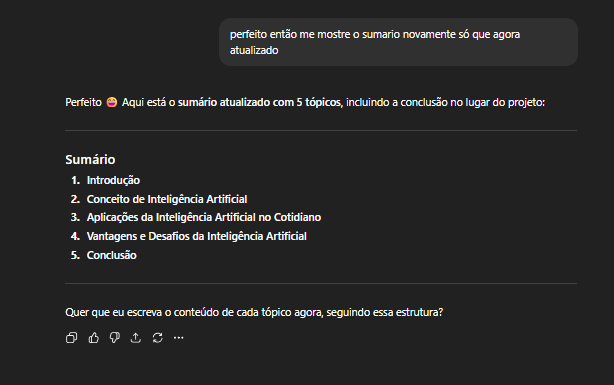 perfeito então me mostre o sumario novamente só que agora
atualizado
Perfeito 😝 Aqui está o sumário atualizado com 5 tópicos, incluindo a conclusão no lugar do projeto:
Sumário
1. Introdução
2. Conceito de Inteligência Artificial
3. Aplicações da Inteligência Artificial no Cotidiano
4. Vantagens e Desafios da Inteligência Artificial
5. Conclusão
Quer que eu escreva o conteúdo de cada tópico agora, seguindo essa estrutura?